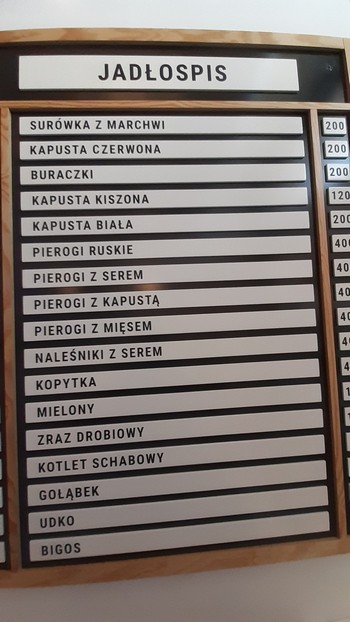 JADŁOSPIS
SURÓWKA Z MARCHWI 200
KAPUSTA CZERWONA 200
BURACZKI 200
KAPUSTA KISZONA 120
KAPUSTA BIAŁA
PIEROGI RUSKIE
PIEROGI Z SEREM
PIEROGI Z KAPUSTĄ
PIEROGI Z MIĘSEM
NALEŚNIKI Z SEREM
KOPYTKA
MIELONY
ZRAZ DROBIOWY
KOTLET SCHABOWY
GOŁĄBEK
UDKO
BIGOS